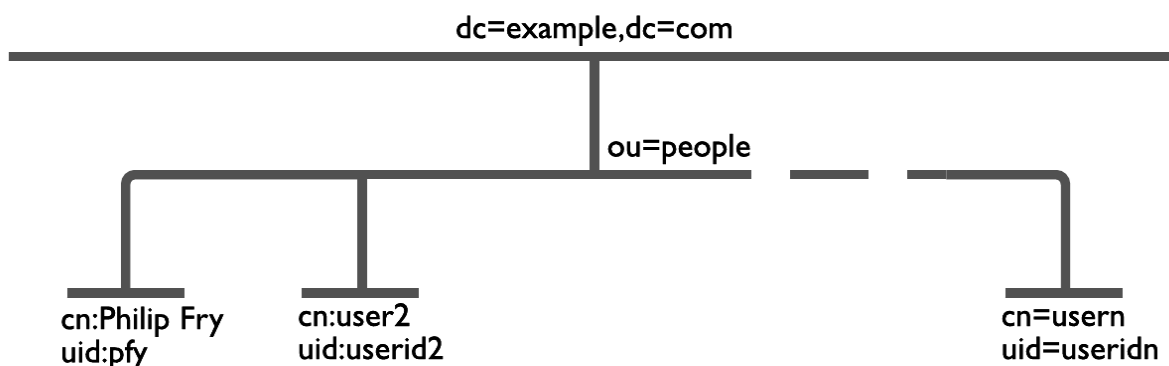 dc=example,dc=com
ou=people
cn:Philip Fry
uid:pfy
cn:user2
uid:userid2
cn=usern
uid=useridn